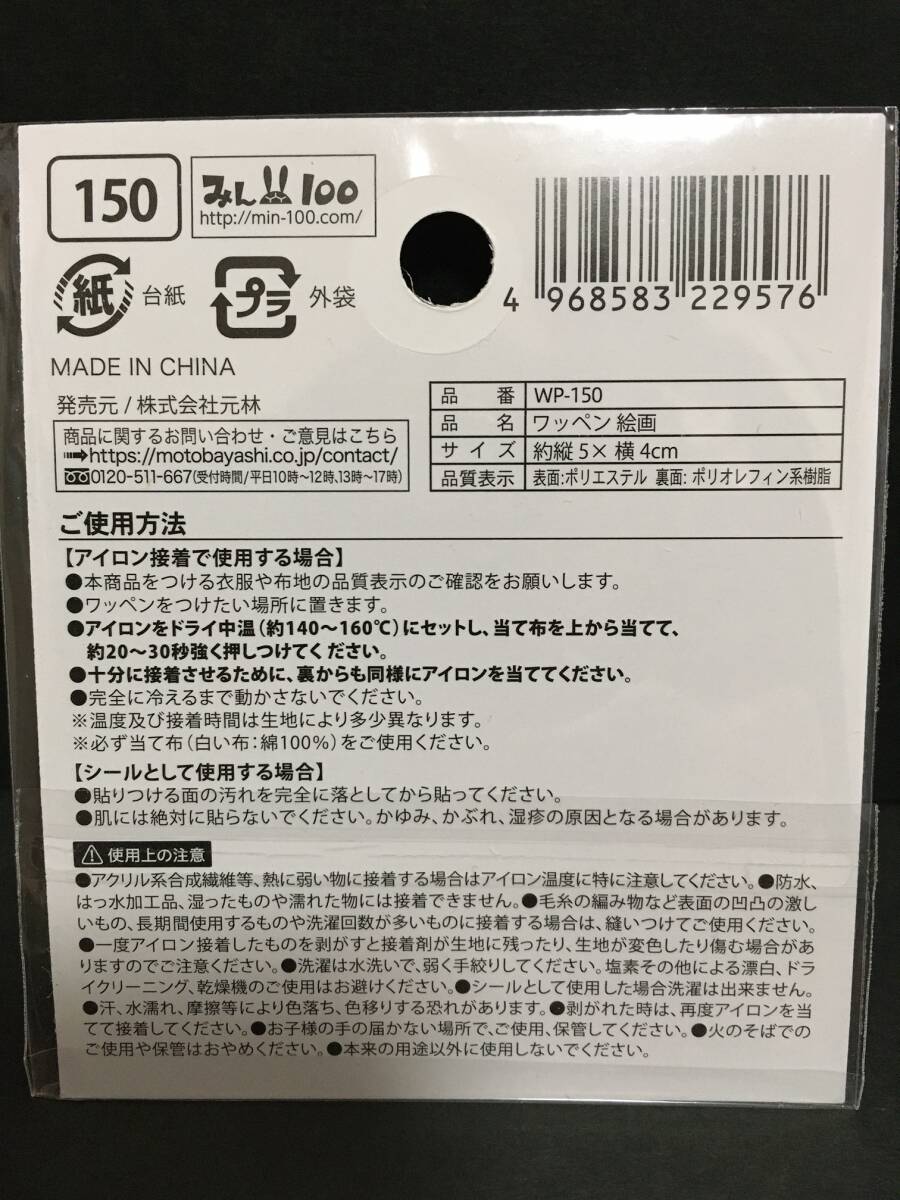 150
みん100
http://min-100.com/
紙 台紙
プラ 外袋
4 968583 229576
MADE IN CHINA
発売元 / 株式会社元林
商品に関するお問い合わせ・ご意見はこちら
https://motobayashi.co.jp/contact/
0120-511-667(受付時間/平日10時〜12時、13時〜17時)
品番 WP-150
品名 ワッペン 絵画
サイズ 約縦 5× 横 4cm
品質表示 表面:ポリエステル 裏面: ポリオレフィン系樹脂
ご使用方法
【アイロン接着で使用する場合】
●本商品をつける衣服や布地の品質表示のご確認をお願いします。
●ワッペンをつけたい場所に置きます。
●アイロンをドライ中温(約140〜160℃)にセットし、当て布を上から当てて、
約20〜30秒強く押しつけてください。
●十分に接着させるために、裏からも同様にアイロンを当ててください。
●完全に冷えるまで動かさないでください。
※温度及び接着時間は生地により多少異なります。
※必ず当て布(白い布:綿100%)をご使用ください。
【シールとして使用する場合】
●貼りつける面の汚れを完全に落としてから貼ってください。
●肌には絶対に貼らないでください。かゆみ、かぶれ、湿疹の原因となる場合があります。
使用上の注意
●アクリル系合成繊維等、熱に弱い物に接着する場合はアイロン温度に特に注意してください。●防水、
はっ水加工品、湿ったものや濡れた物には接着できません。●毛糸の編み物など表面の凹凸の激し
いもの、長期間使用するものや洗濯回数が多いものに接着する場合は、縫いつけてご使用ください。
●一度アイロン接着したものを剥がすと接着剤が生地に残ったり、生地が変色したり傷む場合があ
りますのでご注意ください。●洗濯は水洗いで、弱く手絞りしてください。塩素その他による漂白、ドラ
イクリーニング、乾燥機のご使用はお避けください。●シールとして使用した場合洗濯は出来ません。
●汗、水濡れ、摩擦等により色落ち、色移りする恐れがあります。●剥がれた時は、再度アイロンを当
てて接着してください。●お子様の手の届かない場所で、ご使用、保管してください。●火のそばでの
ご使用や保管はおやめください。●本来の用途以外に使用しないでください。